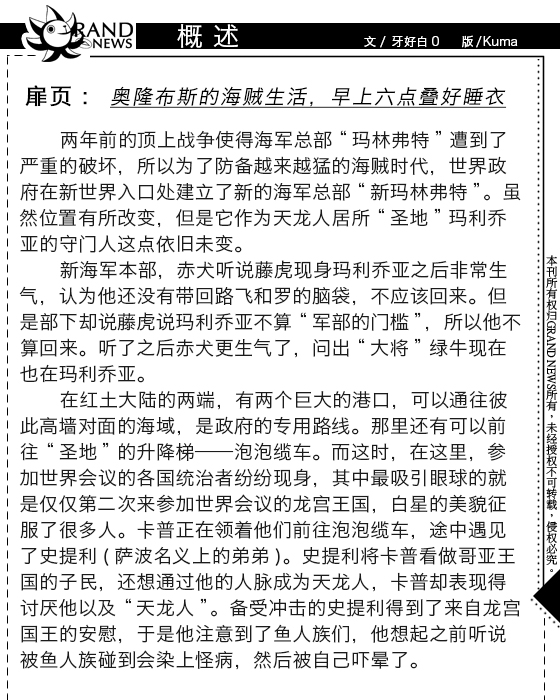 GRAND NEWS
概 述
文 / 牙好白 0 版 /Kuma
扉页： 奥隆布斯的海贼生活，早上六点叠好睡衣
两年前的顶上战争使得海军总部“玛林弗特”遭到了
严重的破坏，所以为了防备越来越猛的海贼时代，世界政
府在新世界入口处建立了新的海军总部“新玛林弗特”。虽
然位置有所改变，但是它作为天龙人居所“圣地”玛利乔
亚的守门人这点依旧未变。
新海军本部，赤犬听说藤虎现身玛利乔亚之后非常生
气，认为他还没有带回路飞和罗的脑袋，不应该回来。但
是部下却说藤虎说玛利乔亚不算“军部的门槛”，所以他不
算回来。听了之后赤犬更生气了，问出“大将”绿牛现在
也在玛利乔亚。
在红土大陆的两端，有两个巨大的港口，可以通往彼
此高墙对面的海域，是政府的专用路线。那里还有可以前
往“圣地”的升降梯——泡泡缆车。而这时，在这里，参
加世界会议的各国统治者纷纷现身，其中最吸引眼球的就
是仅仅第二次来参加世界会议的龙宫王国，白星的美貌征
服了很多人。卡普正在领着他们前往泡泡缆车，途中遇见
了史提利 ( 萨波名义上的弟弟 )。史提利将卡普看做哥亚王
国的子民，还想通过他的人脉成为天龙人，卡普却表现得
讨厌他以及“天龙人”。备受冲击的史提利得到了来自龙宫
国王的安慰，于是他注意到了鱼人族们，他想起之前听说
被鱼人族碰到会染上怪病，然后被自己吓晕了。
本刊所有权归GRAND NEWS所有，未经授权不可转载，侵权必究。